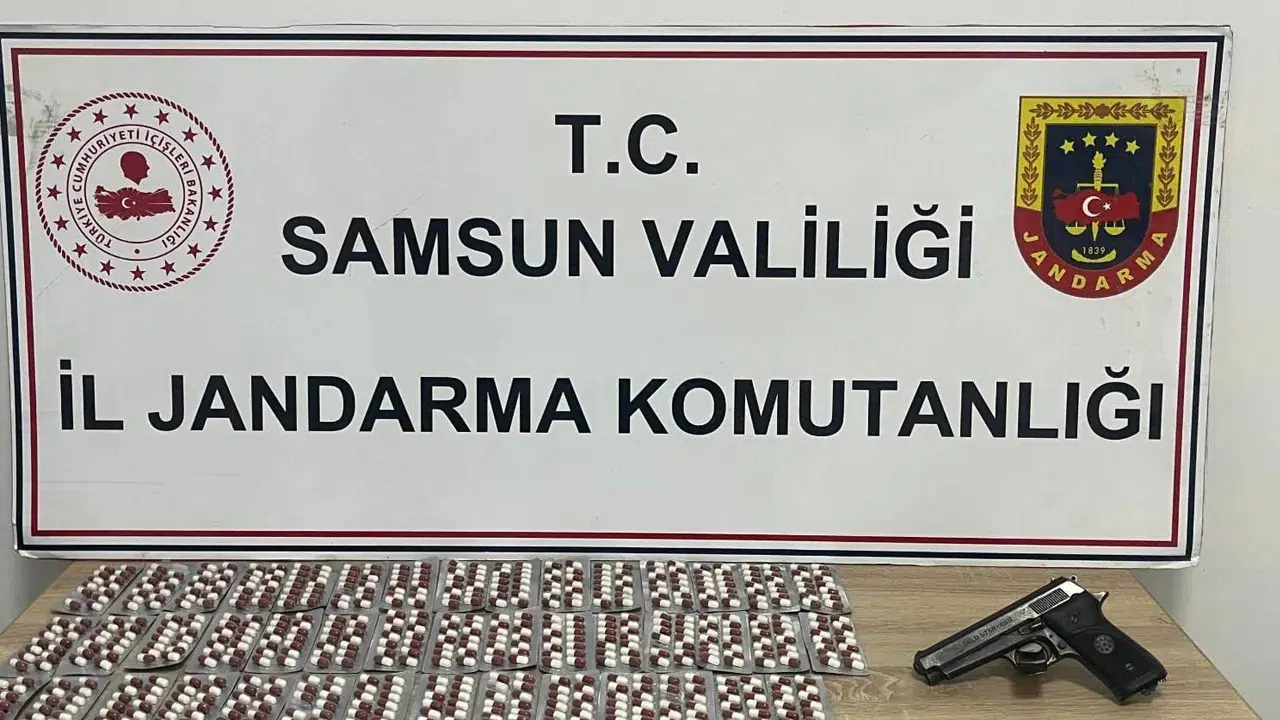 T.C.
SAMSUN VALİLİĞİ
İL JANDARMA KOMUTANLIĞI
TÜRKİYE CUMHURİYETİ İÇİŞLERİ BAKANLIĞI
1839
JANDARMA